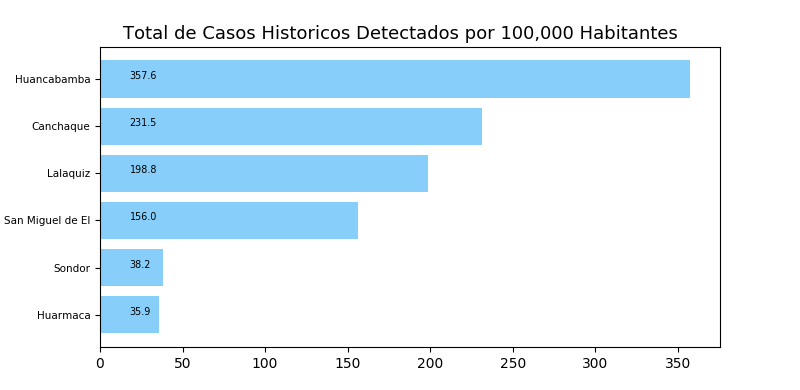 Total de Casos Historicos Detectados por 100,000 Habitantes
Huancabamba 357.6
Canchaque 231.5
Lalaquiz 198.8
San Miguel de El 156.0
Sondor 38.2
Huarmaca 35.9
0 50 100 150 200 250 300 350